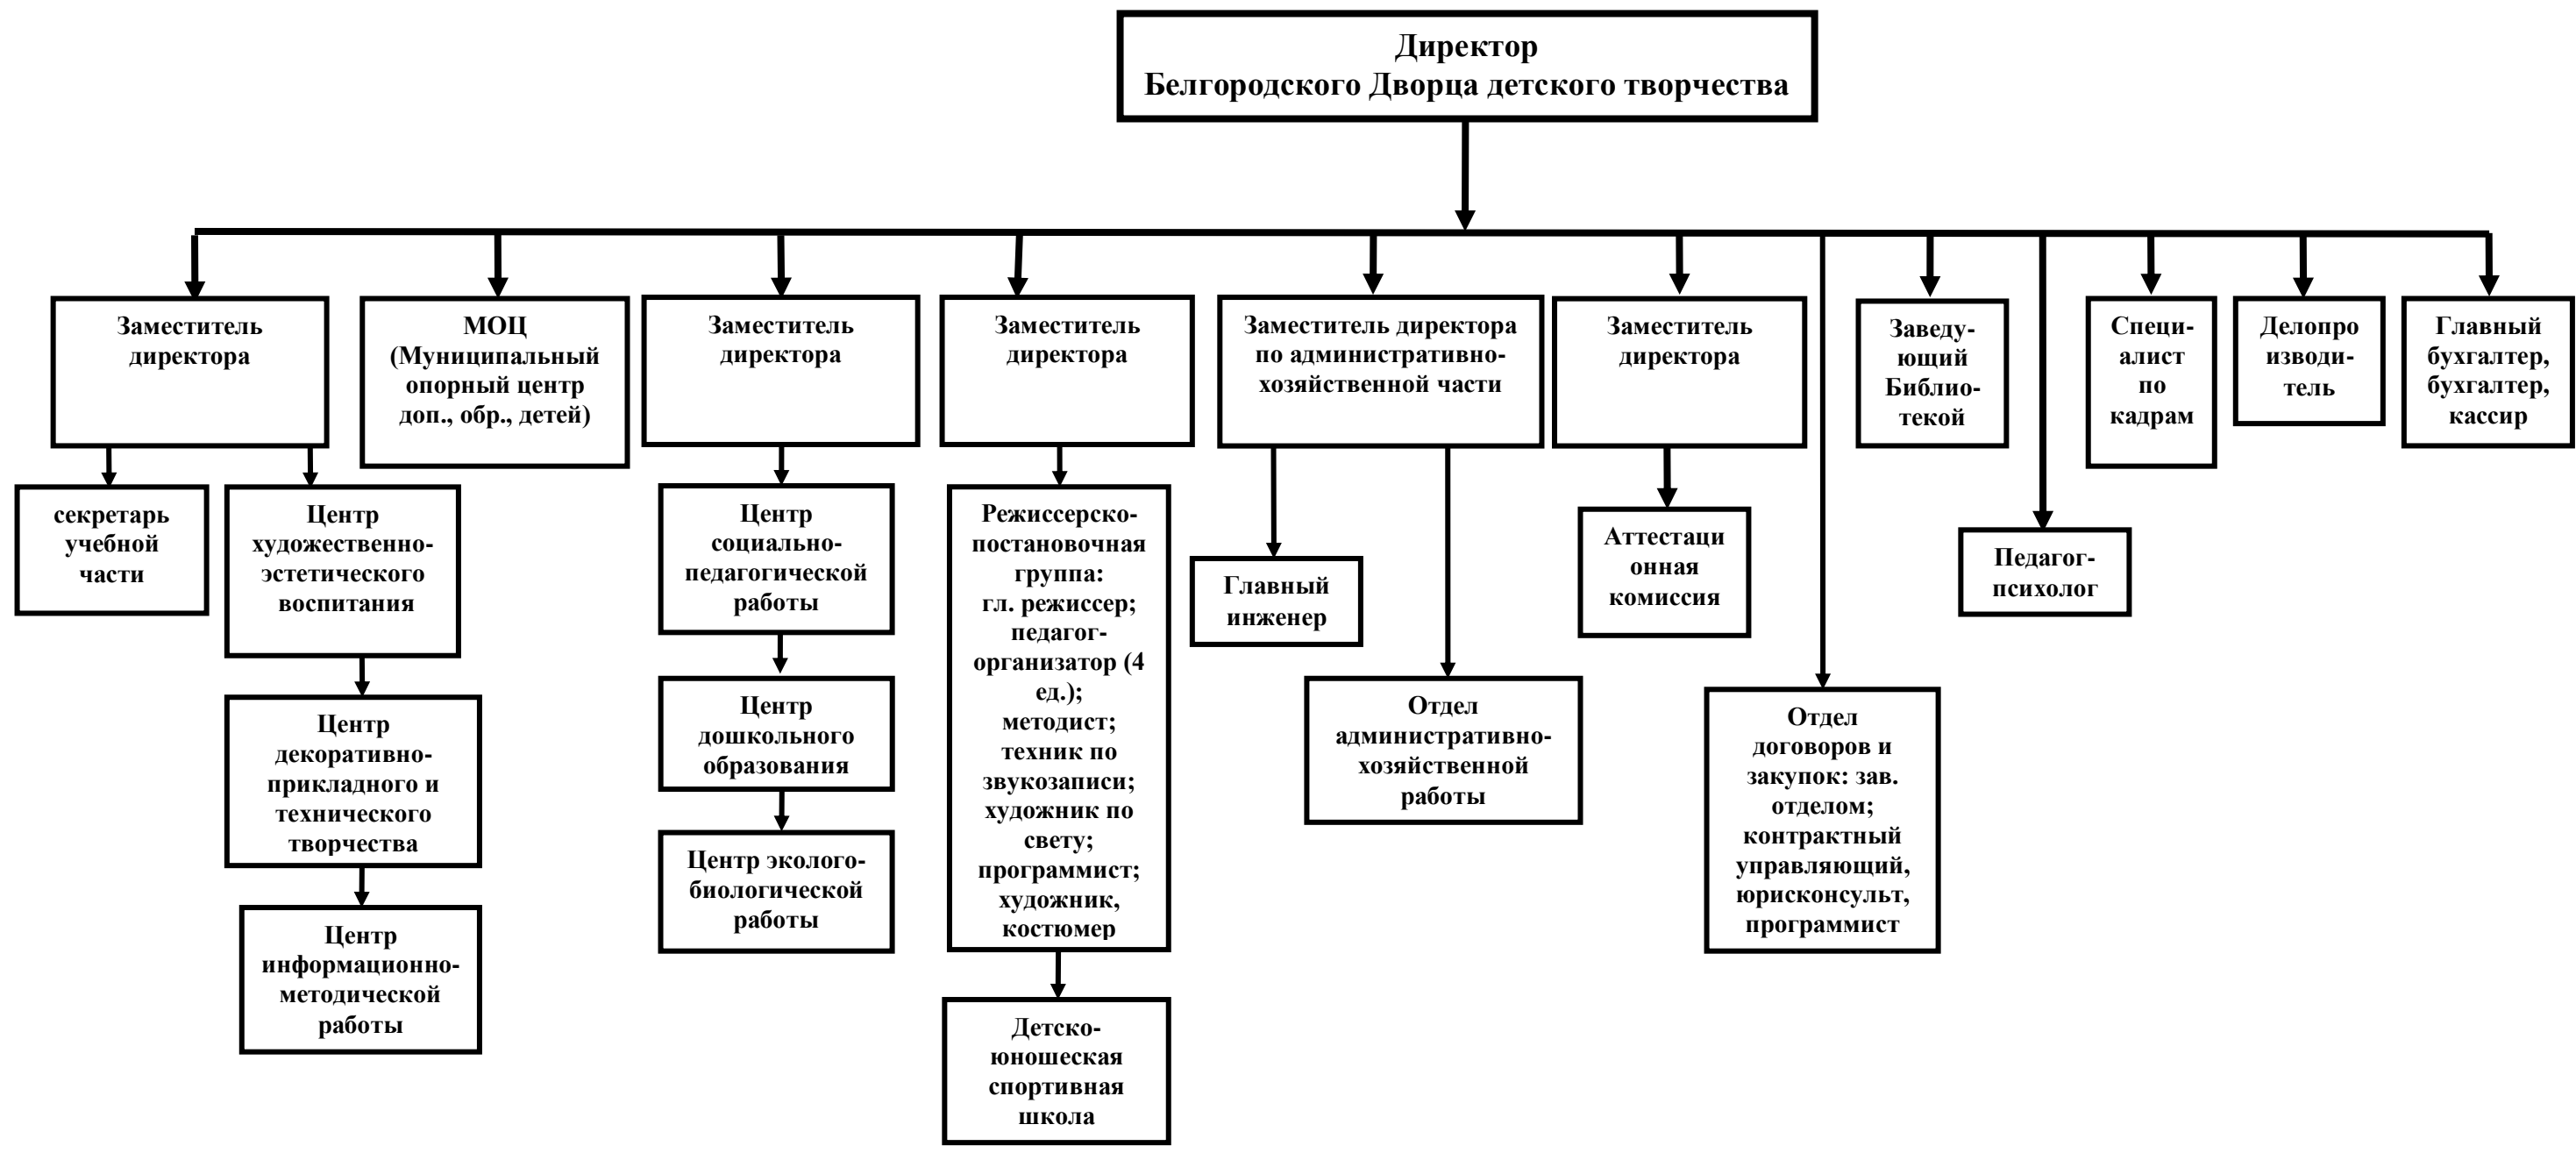 Директор
Белгородского Дворца детского творчества
Заместитель
директора
МОЦ
(Муниципальный
опорный центр
доп., обр., детей)
Заместитель
директора
Заместитель
директора
Заместитель директора
по административно-
хозяйственной части
Заместитель
директора
Заведу-
ющий
Библио-
текой
Специ-
алист
по
кадрам
Делопро
изводи-
тель
Главный
бухгалтер,
бухгалтер,
кассир
секретарь
учебной
части
Центр
художественно-
эстетического
воспитания
Центр
социально-
педагогической
работы
Режиссерско-
постановочная
группа:
гл. режиссер;
педагог-
организатор (4
ед.);
методист;
техник по
звукозаписи;
художник по
свету;
программист;
художник,
костюмер
Главный
инженер
Аттестаци
онная
комиссия
Педагог-
психолог
Центр
декоративно-
прикладного и
технического
творчества
Центр
дошкольного
образования
Отдел
административно-
хозяйственной
работы
Отдел
договоров и
закупок: зав.
отделом;
контрактный
управляющий,
юрисконсульт,
программист
Центр эколого-
биологической
работы
Центр
информационно-
методической
работы
Детско-
юношеская
спортивная
школа